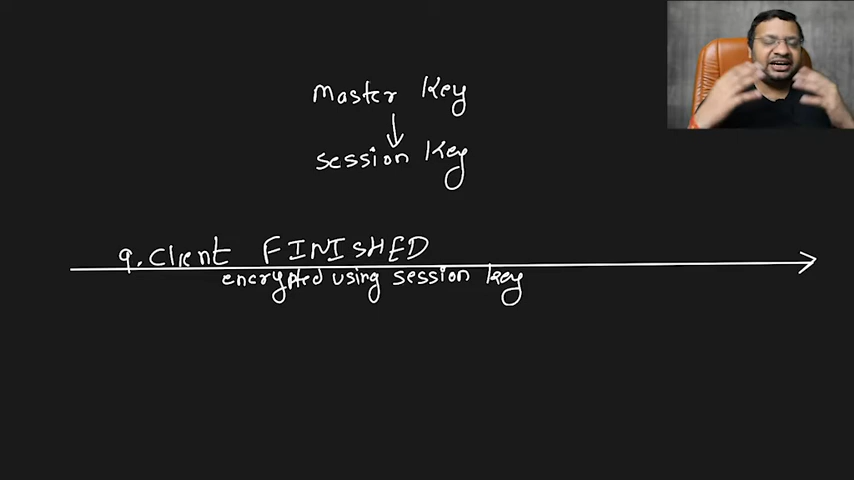 Master Key
session Key
9. Client FINISHED
encrypted using session key